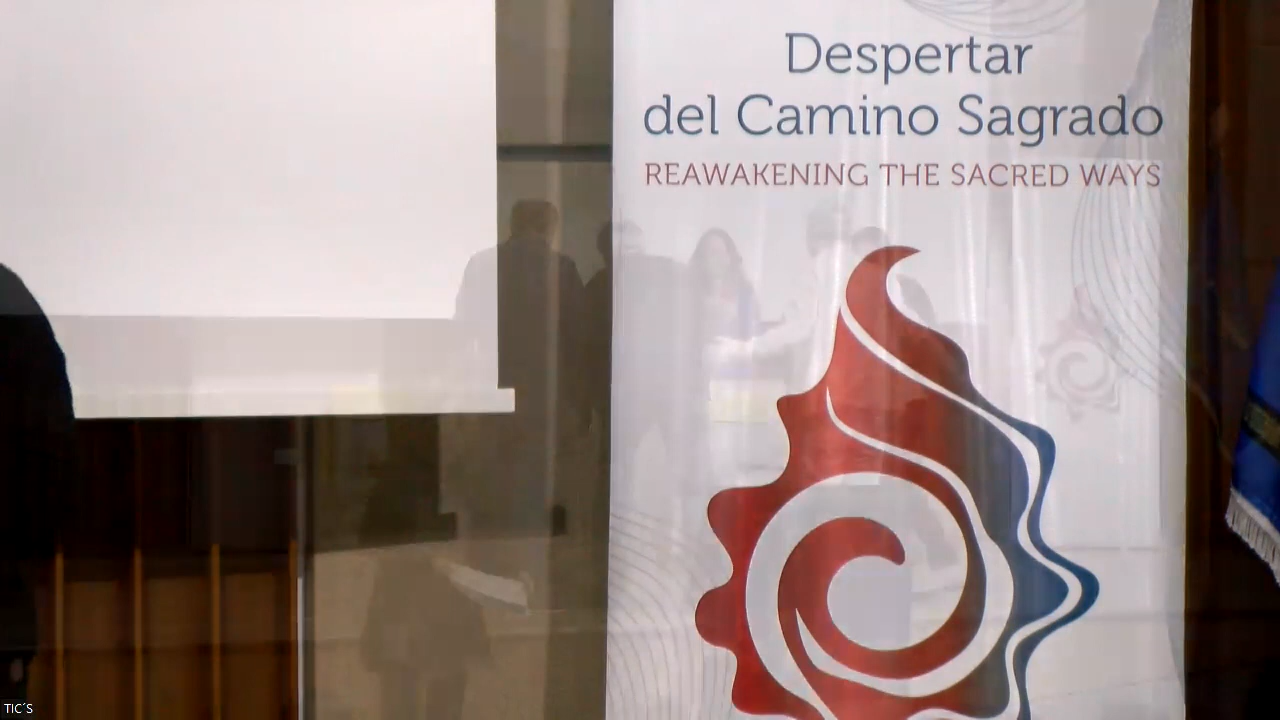 Despertar
del Camino Sagrado
REAWAKENING THE SACRED WAYS
TIC´S